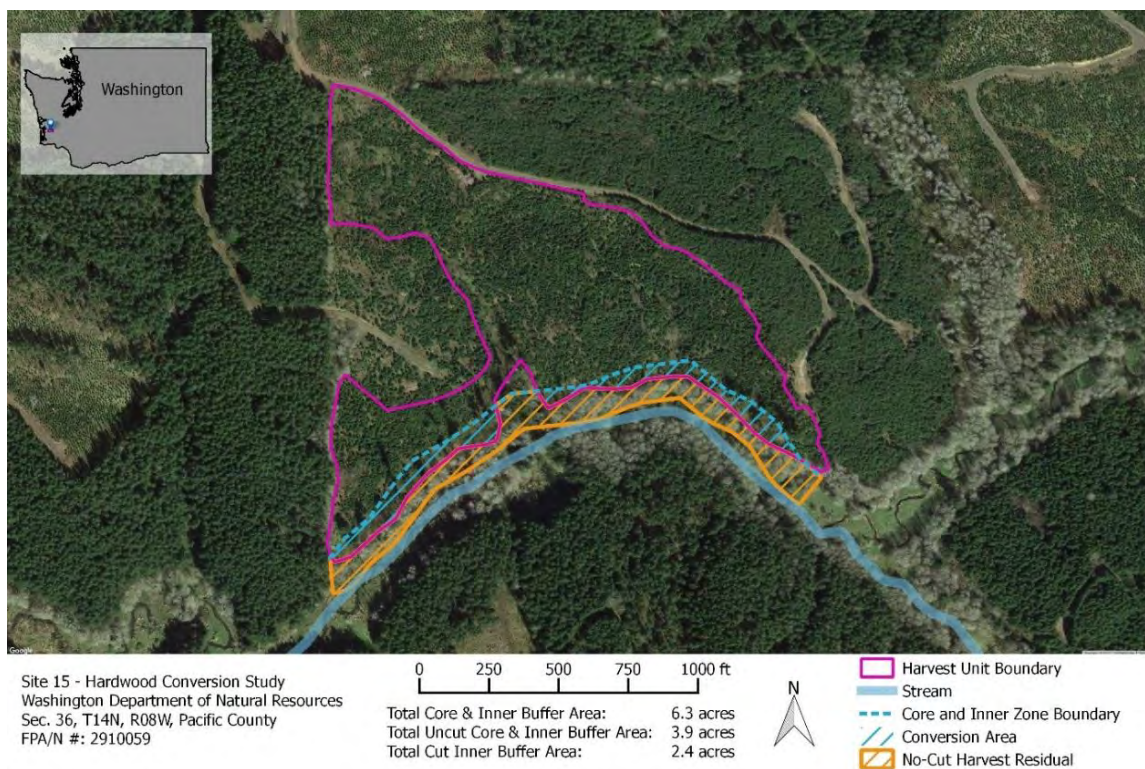 Washington
Google
Site 15 - Hardwood Conversion Study
Washington Department of Natural Resources
Sec. 36, T14N, R08W, Pacific County
FPA/N #: 2910059
0 250 500 750 1000 ft
Total Core & Inner Buffer Area: 6.3 acres
Total Uncut Core & Inner Buffer Area: 3.9 acres
Total Cut Inner Buffer Area: 2.4 acres
N
Harvest Unit Boundary
Stream
Core and Inner Zone Boundary
Conversion Area
No-Cut Harvest Residual